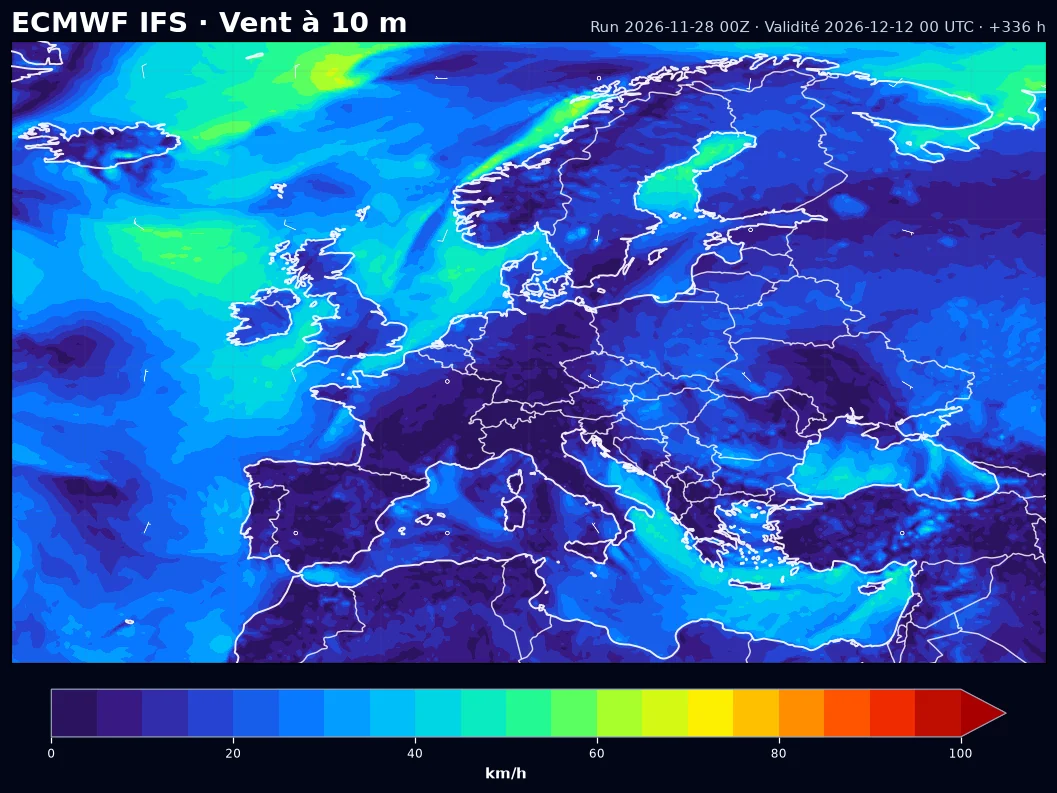 ECMWF IFS · Vent à 10 m
Run 2026-11-28 00Z · Validité 2026-12-12 00 UTC · +336 h
0 20 40 60 80 100
km/h